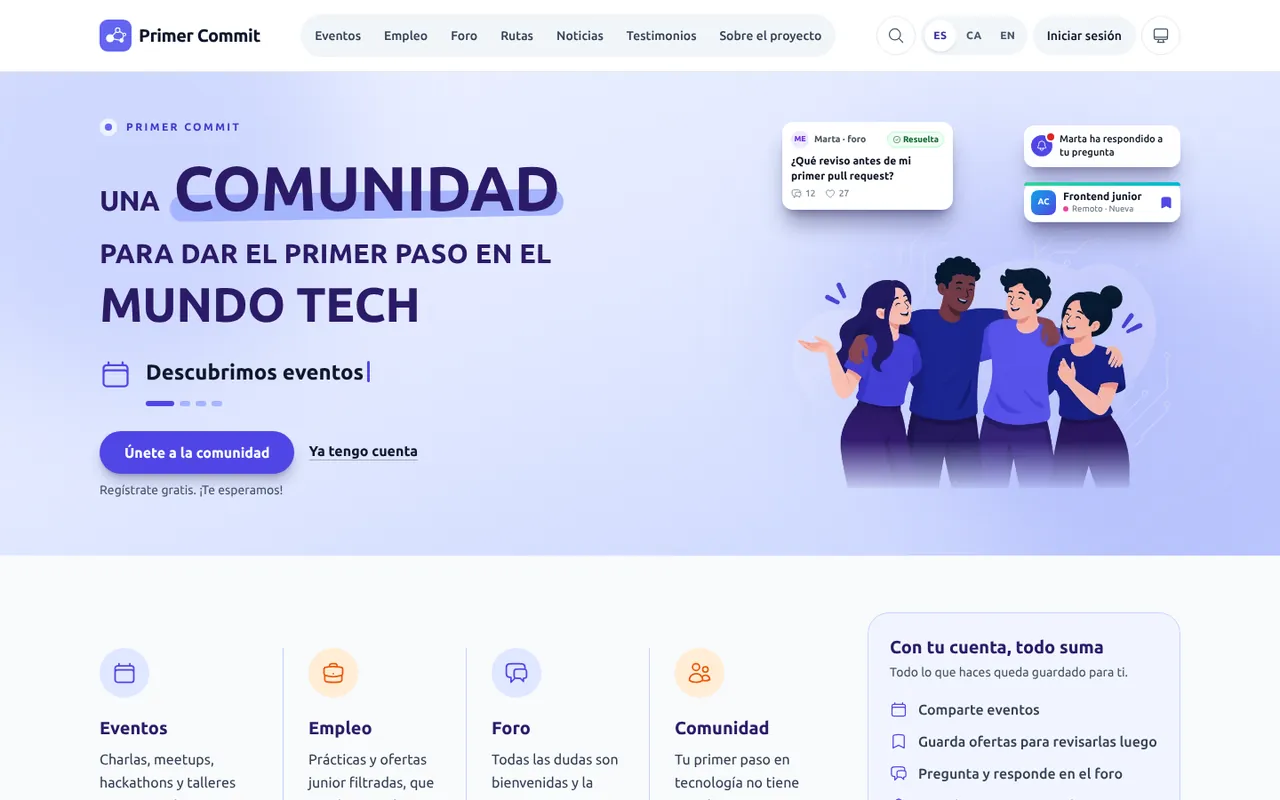 Primer Commit
Eventos
Empleo
Foro
Rutas
Noticias
Testimonios
Sobre el proyecto
ES
CA
EN
Iniciar sesión
PRIMER COMMIT
UNA COMUNIDAD
PARA DAR EL PRIMER PASO EN EL
MUNDO TECH
Descubrimos eventos
Únete a la comunidad
Ya tengo cuenta
Regístrate gratis. ¡Te esperamos!
ME
Marta · foro
Resuelta
¿Qué reviso antes de mi
primer pull request?
12
27
Marta ha respondido a
tu pregunta
AC
Frontend junior
Remoto · Nueva
Eventos
Charlas, meetups,
hackathons y talleres
Empleo
Prácticas y ofertas
junior filtradas, que
Foro
Todas las dudas son
bienvenidas y la
Comunidad
Tu primer paso en
tecnología no tiene
Con tu cuenta, todo suma
Todo lo que haces queda guardado para ti.
Comparte eventos
Guarda ofertas para revisarlas luego
Pregunta y responde en el foro